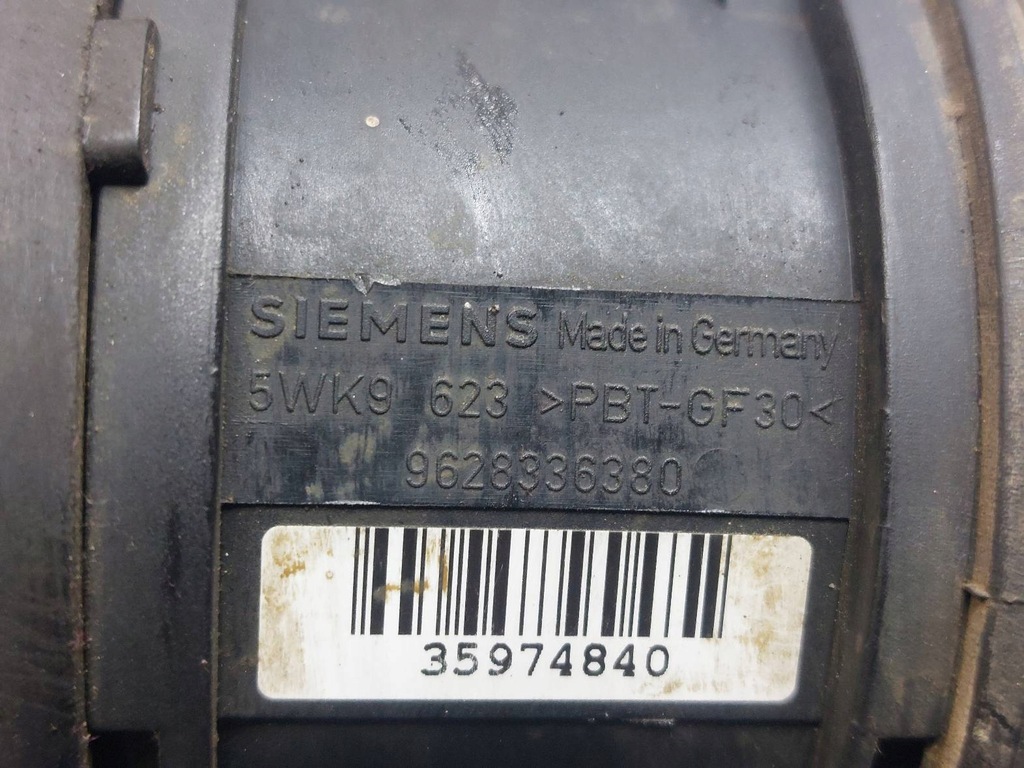 SIEMENS Made in Germany
5WK9 623 >PBT-GF30<
9628336380
35974840